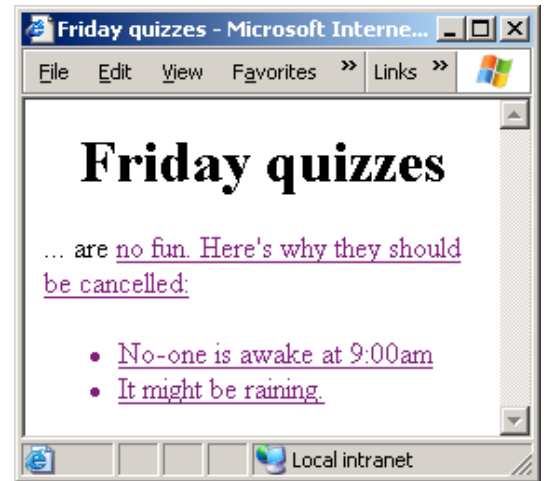 Friday quizzes - Microsoft Interne...
File Edit View Favorites » Links »
Friday quizzes
... are no fun. Here's why they should
be cancelled:
• No-one is awake at 9:00am
• It might be raining.
Local intranet